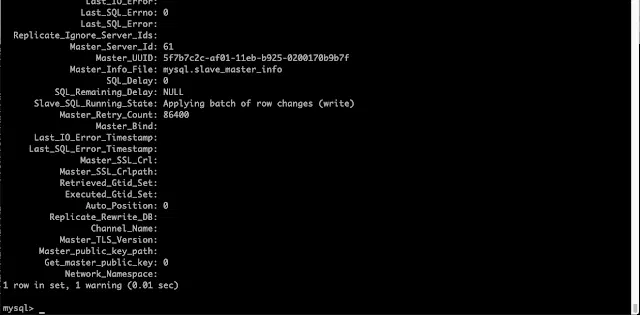 Last_IO_Error:
Last_SQL_Errno: 0
Last_SQL_Error:
Replicate_Ignore_Server_Ids:
Master_Server_Id: 61
Master_UUID: 5f7b7c2c-af01-11eb-b925-0200170b9b7f
Master_Info_File: mysql.slave_master_info
SQL_Delay: 0
SQL_Remaining_Delay: NULL
Slave_SQL_Running_State: Applying batch of row changes (write)
Master_Retry_Count: 86400
Master_Bind:
Last_IO_Error_Timestamp:
Last_SQL_Error_Timestamp:
Master_SSL_Crl:
Master_SSL_Crlpath:
Retrieved_Gtid_Set:
Executed_Gtid_Set:
Auto_Position: 0
Replicate_Rewrite_DB:
Channel_Name:
Master_TLS_Version:
Master_public_key_path:
Get_master_public_key: 0
Network_Namespace:
1 row in set, 1 warning (0.01 sec)
mysql> _